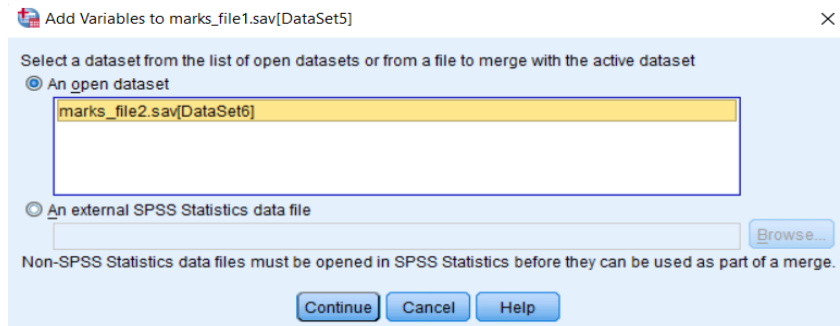 Add Variables to marks_file1.sav[DataSet5]
Select a dataset from the list of open datasets or from a file to merge with the active dataset
An open dataset
marks_file2.sav[DataSet6]
An external SPSS Statistics data file
Browse...
Non-SPSS Statistics data files must be opened in SPSS Statistics before they can be used as part of a merge.
Continue Cancel Help